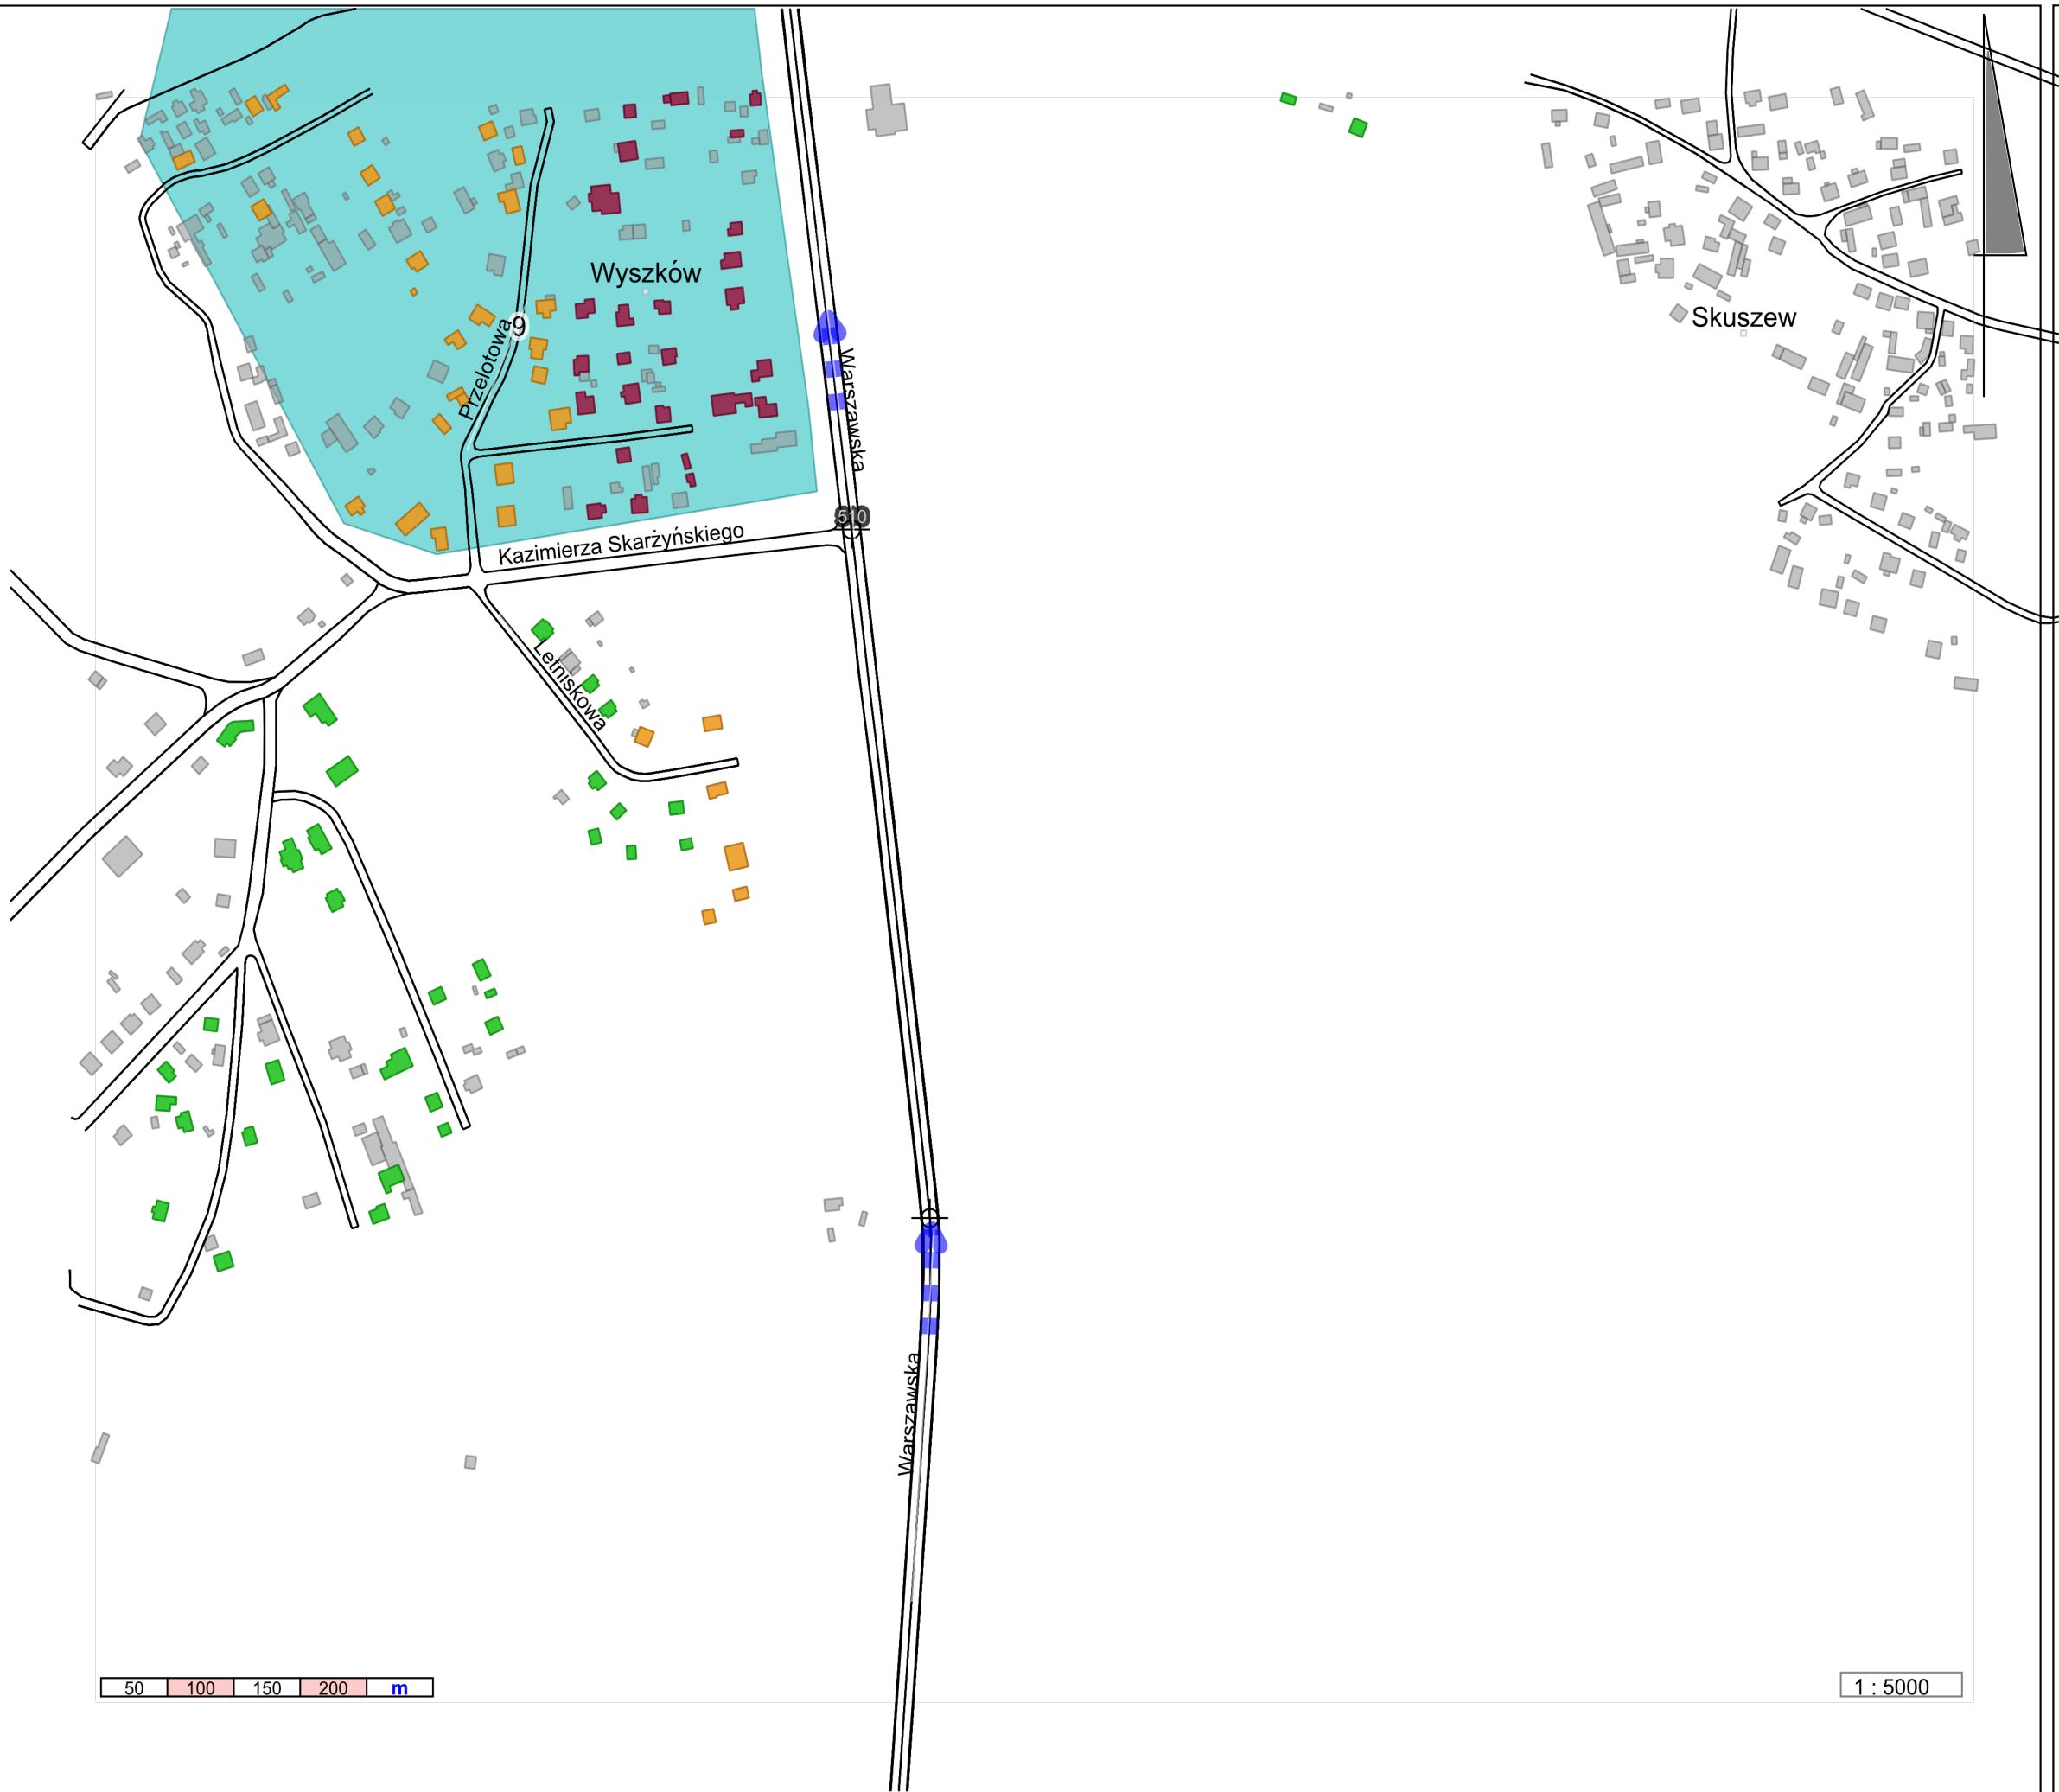 Wyszków
Skuszew
9
Przelotowa
Warszawska
510
Kazimierza Skarżyńskiego
Letniskowa
Warszawska
50 100 150 200 m
1 : 5000